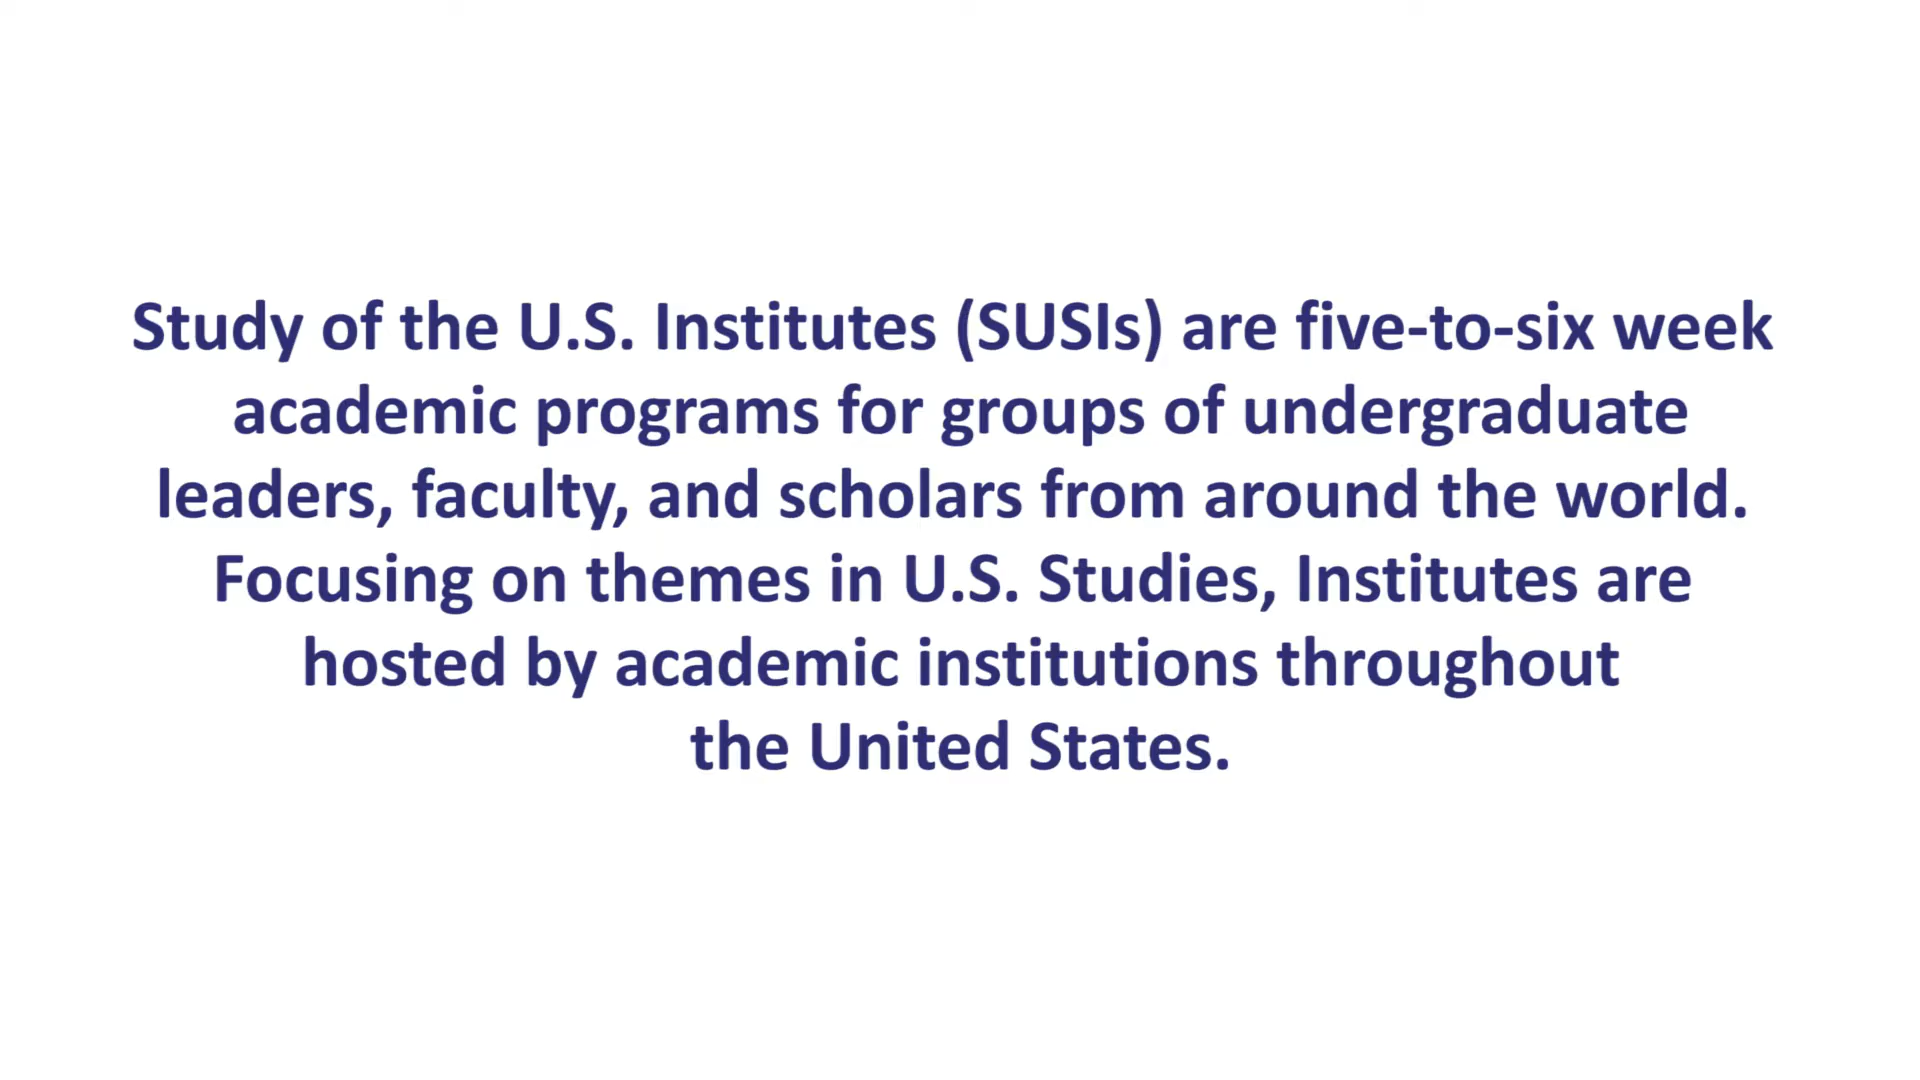 Study of the U.S. Institutes (SUSIs) are five-to-six week
academic programs for groups of undergraduate
leaders, faculty, and scholars from around the world.
Focusing on themes in U.S. Studies, Institutes are
hosted by academic institutions throughout
the United States.